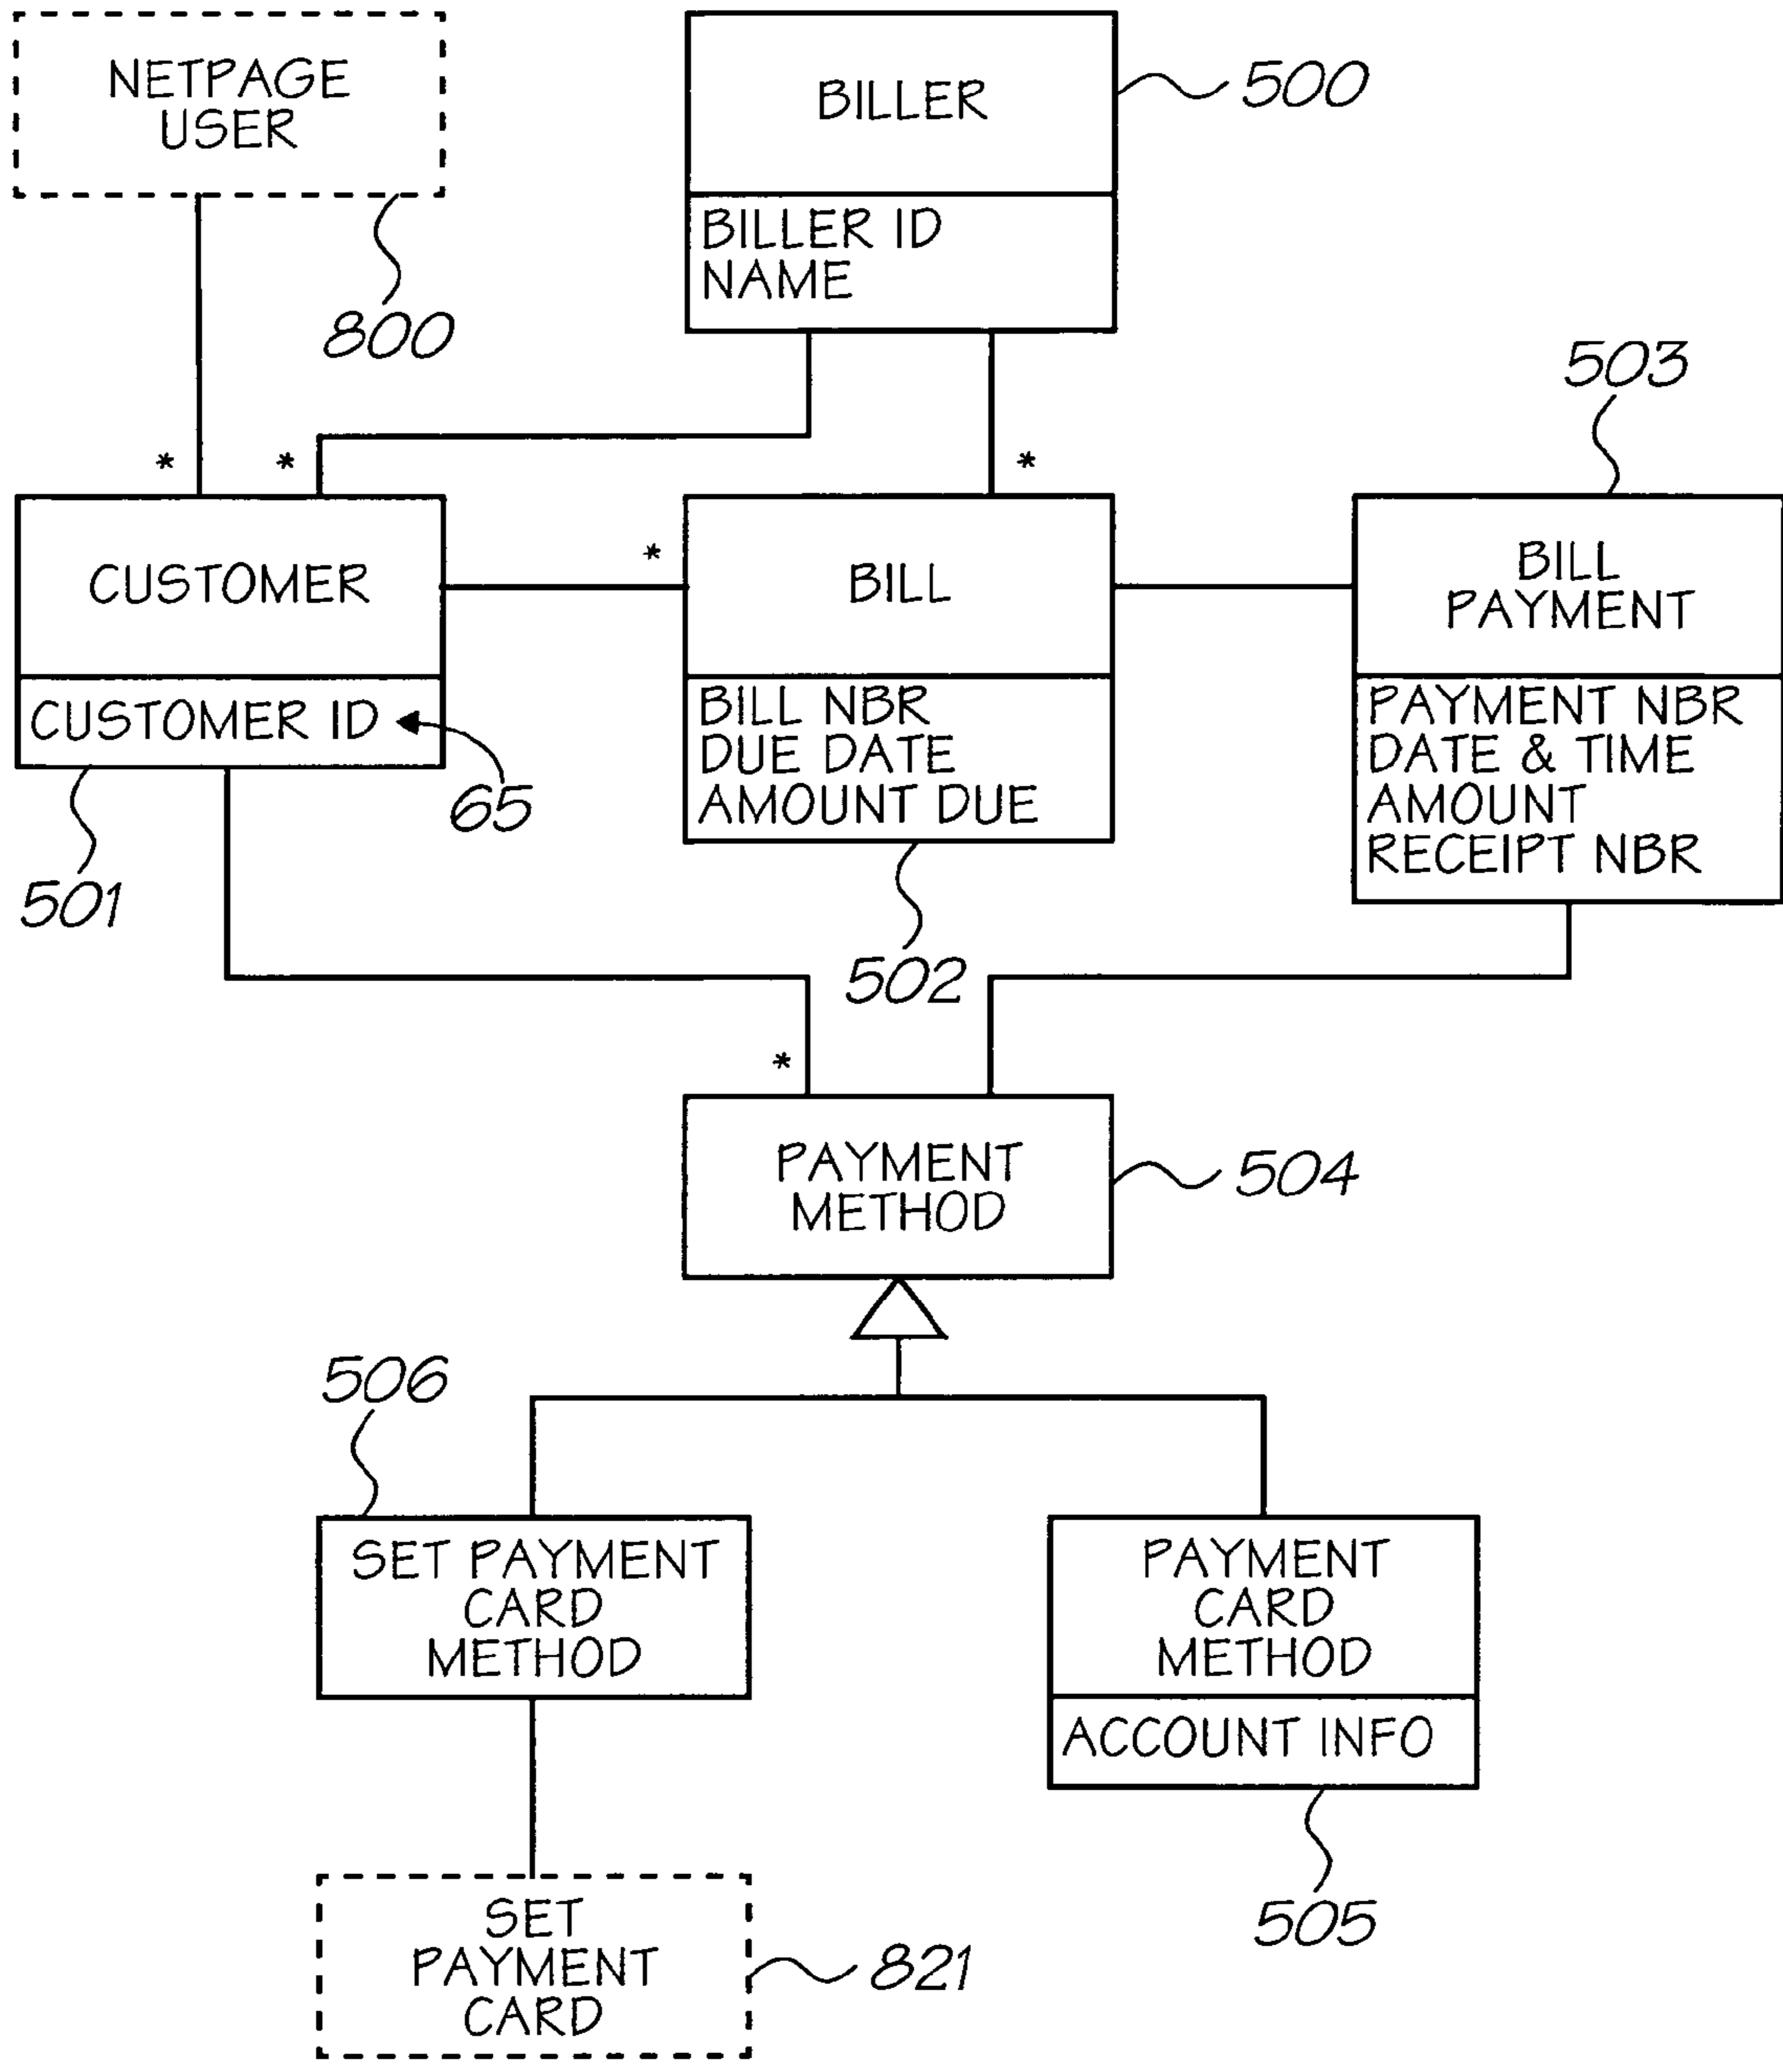 NETPAGE
USER
800
BILLER
BILLER ID
NAME
500
503
*
*
*
CUSTOMER
CUSTOMER ID
65
501
*
BILL
BILL NBR
DUE DATE
AMOUNT DUE
502
BILL
PAYMENT
PAYMENT NBR
DATE & TIME
AMOUNT
RECEIPT NBR
*
PAYMENT
METHOD
504
506
SET PAYMENT
CARD
METHOD
PAYMENT
CARD
METHOD
ACCOUNT INFO
505
SET
PAYMENT
CARD
821